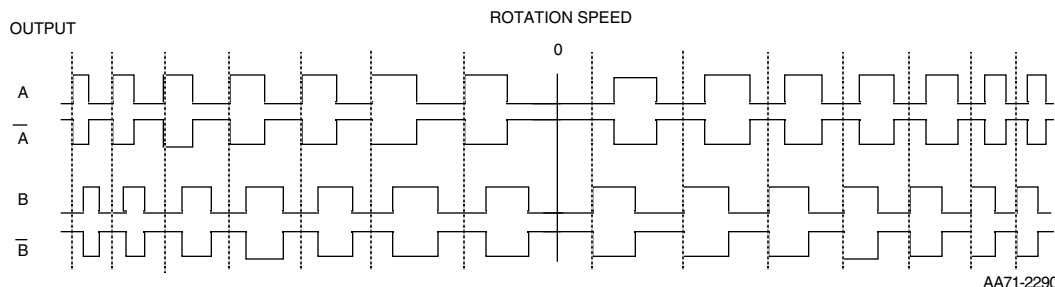 ROTATION SPEED
OUTPUT
0
A
A̅
B
B̅
AA71-2290